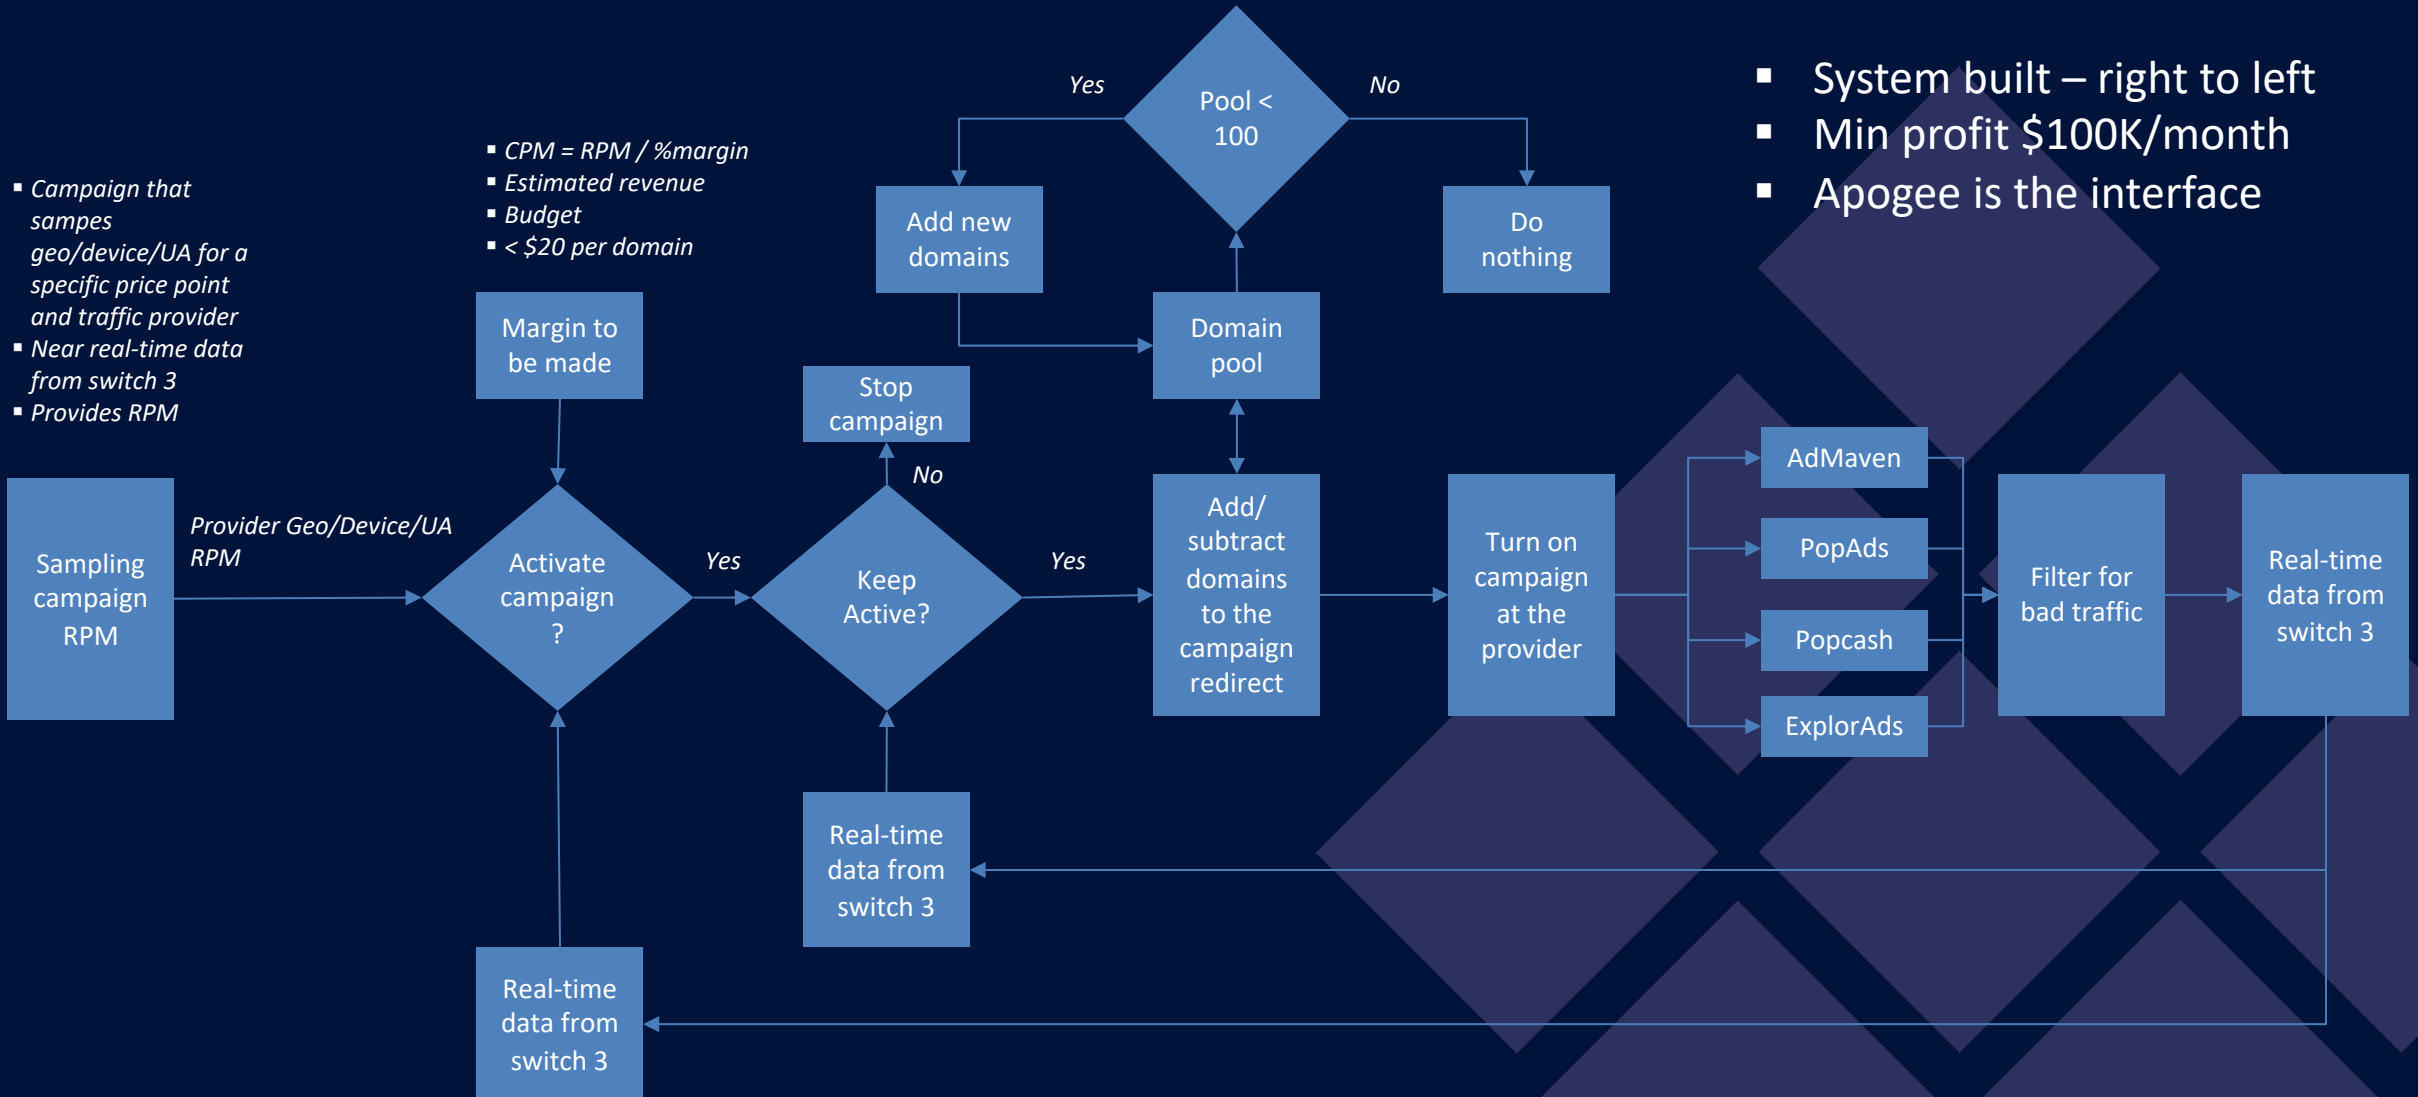 ▪ System built – right to left
▪ Min profit $100K/month
▪ Apogee is the interface
▪ Campaign that
sampes
geo/device/UA for a
specific price point
and traffic provider
▪ Near real-time data
from switch 3
▪ Provides RPM
▪ CPM = RPM / %margin
▪ Estimated revenue
▪ Budget
▪ < $20 per domain
Yes
Pool <
100
No
Add new
domains
Do
nothing
Margin to
be made
Domain
pool
Stop
campaign
No
Sampling
campaign
RPM
Provider Geo/Device/UA
RPM
Activate
campaign
?
Yes
Keep
Active?
Yes
Add/
subtract
domains
to the
campaign
redirect
Turn on
campaign
at the
provider
AdMaven
PopAds
Popcash
ExplorAds
Filter for
bad traffic
Real-time
data from
switch 3
Real-time
data from
switch 3
Real-time
data from
switch 3